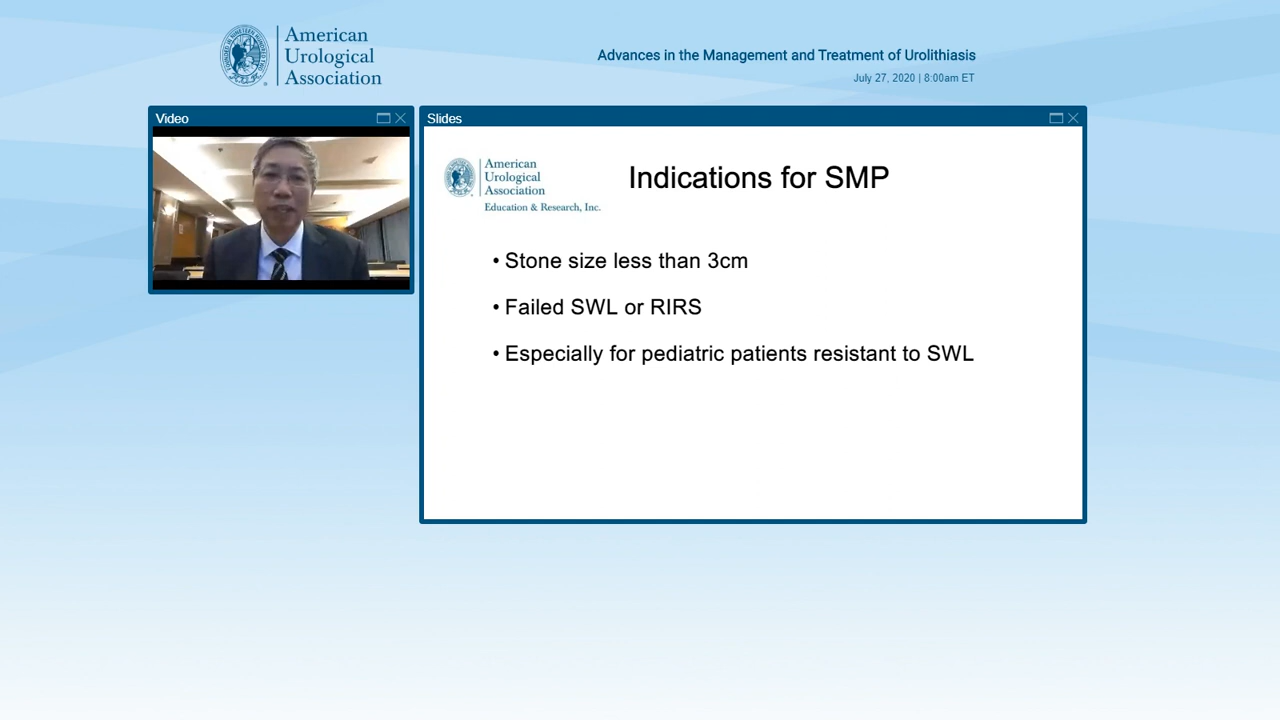 American
Urological
Association
Advances in the Management and Treatment of Urolithiasis
July 27, 2020 | 8:00am ET
Video
Slides
American
Urological
Association
Education & Research, Inc.
Indications for SMP
• Stone size less than 3cm
• Failed SWL or RIRS
• Especially for pediatric patients resistant to SWL